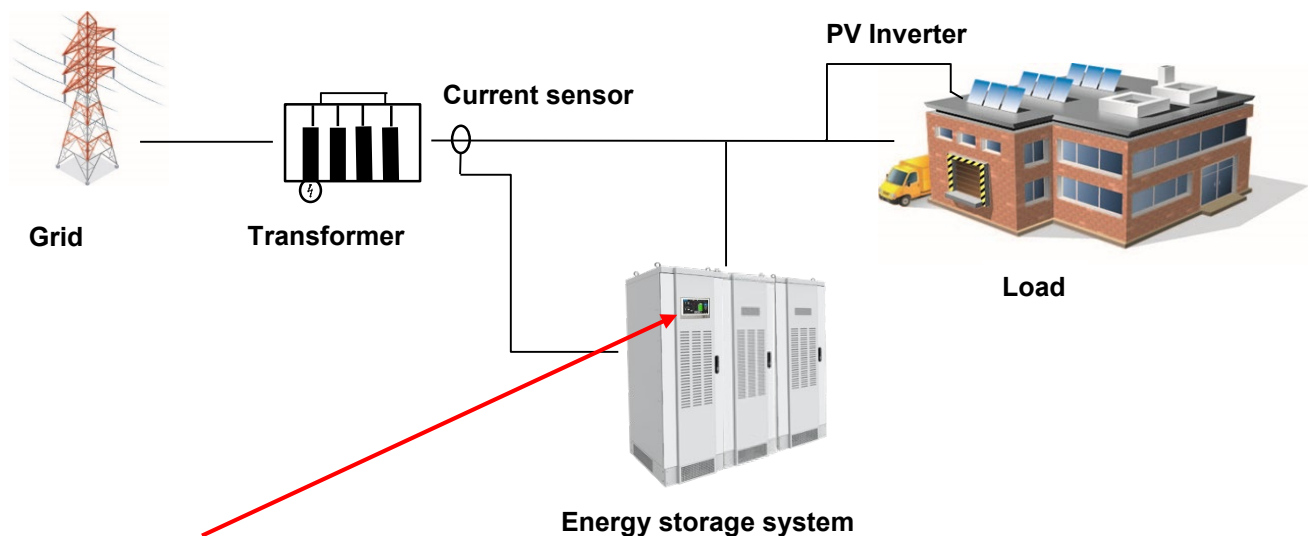 PV Inverter
Current sensor
Grid
Transformer
Load
Energy storage system